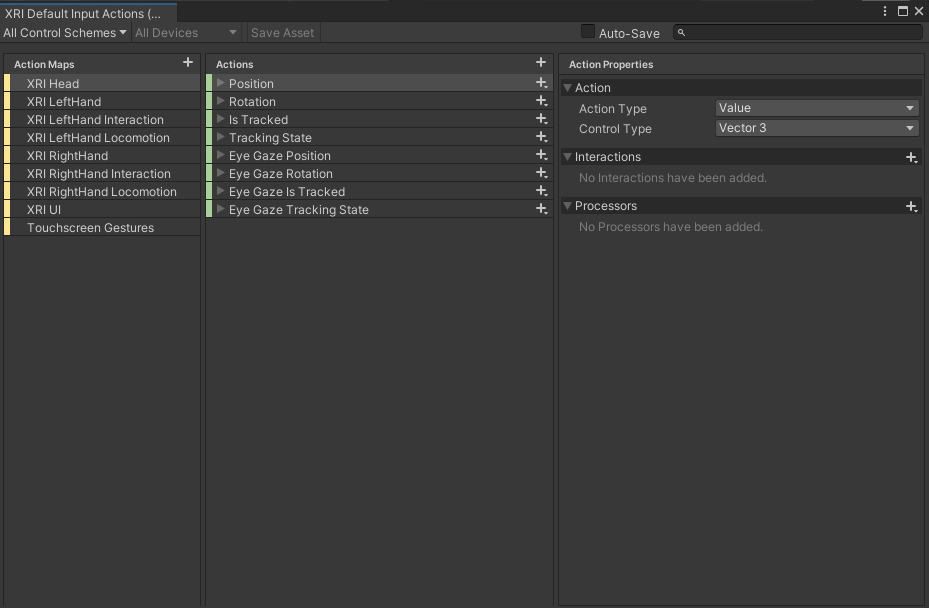 XRI Default Input Actions (...
All Control Schemes All Devices Save Asset Auto-Save
Action Maps
XRI Head
XRI LeftHand
XRI LeftHand Interaction
XRI LeftHand Locomotion
XRI RightHand
XRI RightHand Interaction
XRI RightHand Locomotion
XRI UI
Touchscreen Gestures
Actions
Position
Rotation
Is Tracked
Tracking State
Eye Gaze Position
Eye Gaze Rotation
Eye Gaze Is Tracked
Eye Gaze Tracking State
Action Properties
Action
Action Type Value
Control Type Vector 3
Interactions
No Interactions have been added.
Processors
No Processors have been added.